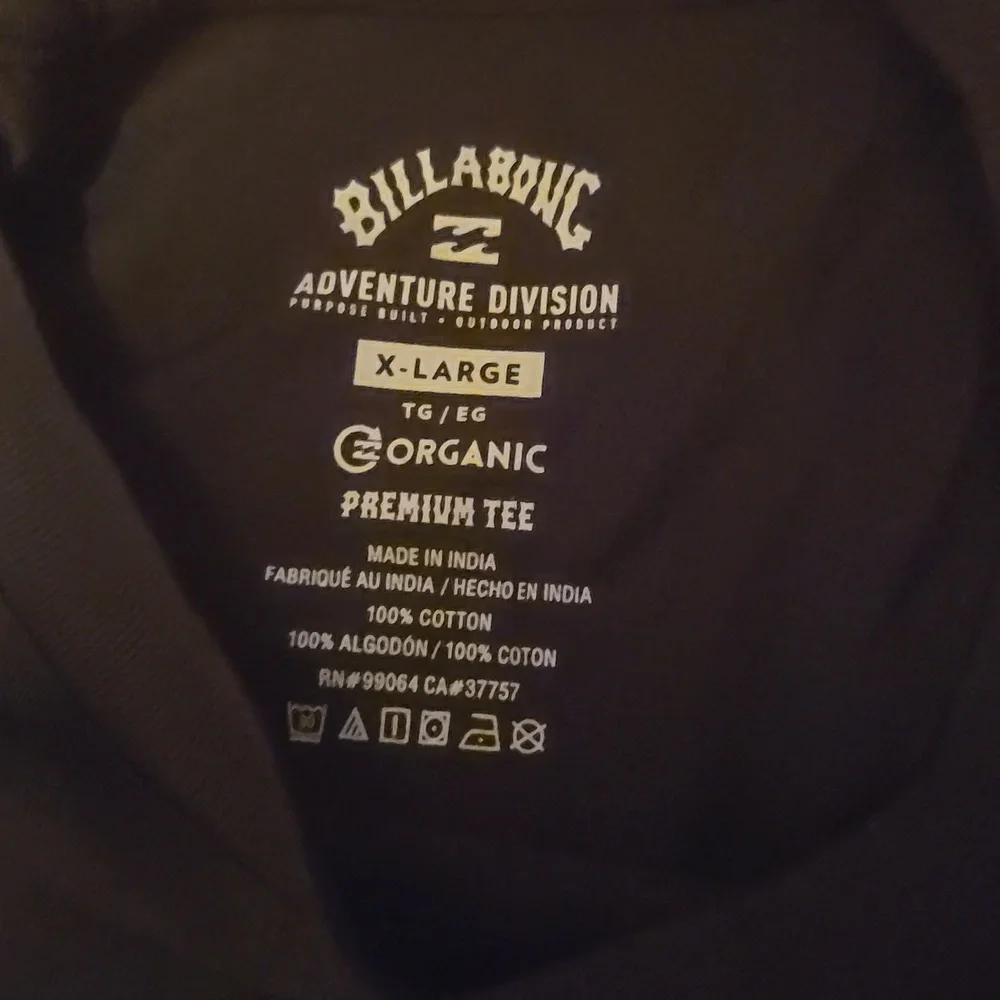 BILLABONG
ADVENTURE DIVISION
PURPOSE BUILT • OUTDOOR PRODUCT
X-LARGE
TG / EG
ORGANIC
PREMIUM TEE
MADE IN INDIA
FABRIQUÉ AU INDIA / HECHO EN INDIA
100% COTTON
100% ALGODÓN / 100% COTON
RN#99064 CA#37757